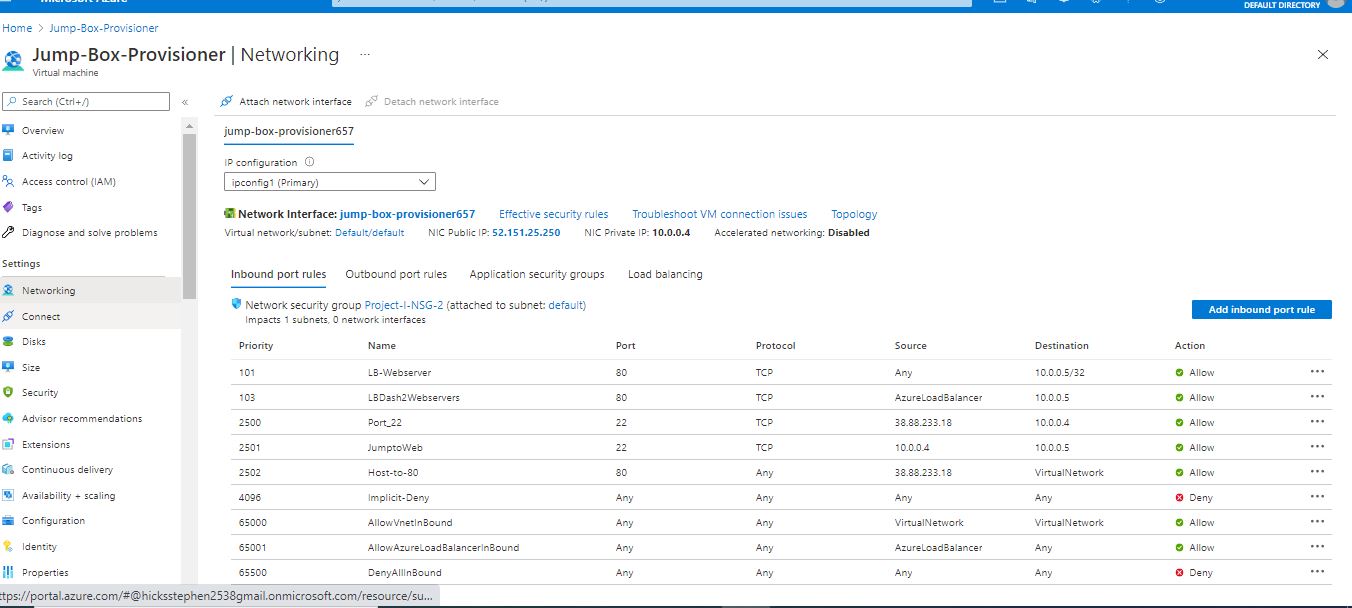 Microsoft Azure
DEFAULT DIRECTORY
Home > Jump-Box-Provisioner
Jump-Box-Provisioner | Networking ...
Virtual machine
Search (Ctrl+/) «
Attach network interface Detach network interface
Overview
Activity log
Access control (IAM)
Tags
Diagnose and solve problems
Settings
Networking
Connect
Disks
Size
Security
Advisor recommendations
Extensions
Continuous delivery
Availability + scaling
Configuration
Identity
Properties
jump-box-provisioner657
IP configuration
ipconfig1 (Primary)
Network Interface: jump-box-provisioner657 Effective security rules Troubleshoot VM connection issues Topology
Virtual network/subnet: Default/default NIC Public IP: 52.151.25.250 NIC Private IP: 10.0.0.4 Accelerated networking: Disabled
Inbound port rules Outbound port rules Application security groups Load balancing
Network security group Project-I-NSG-2 (attached to subnet: default)
Impacts 1 subnets, 0 network interfaces
Add inbound port rule
Priority Name Port Protocol Source Destination Action
101 LB-Webserver 80 TCP Any 10.0.0.5/32 Allow ...
103 LBDash2Webservers 80 TCP AzureLoadBalancer 10.0.0.5 Allow ...
2500 Port_22 22 TCP 38.88.233.18 10.0.0.4 Allow ...
2501 JumptoWeb 22 TCP 10.0.0.4 10.0.0.5 Allow ...
2502 Host-to-80 80 Any 38.88.233.18 VirtualNetwork Allow ...
4096 Implicit-Deny Any Any Any Any Deny ...
65000 AllowVnetInBound Any Any VirtualNetwork VirtualNetwork Allow ...
65001 AllowAzureLoadBalancerInBound Any Any AzureLoadBalancer Any Allow ...
65500 DenyAllInBound Any Any Any Any Deny ...
ttps://portal.azure.com/#@hicksstephen2538gmail.onmicrosoft.com/resource/su...